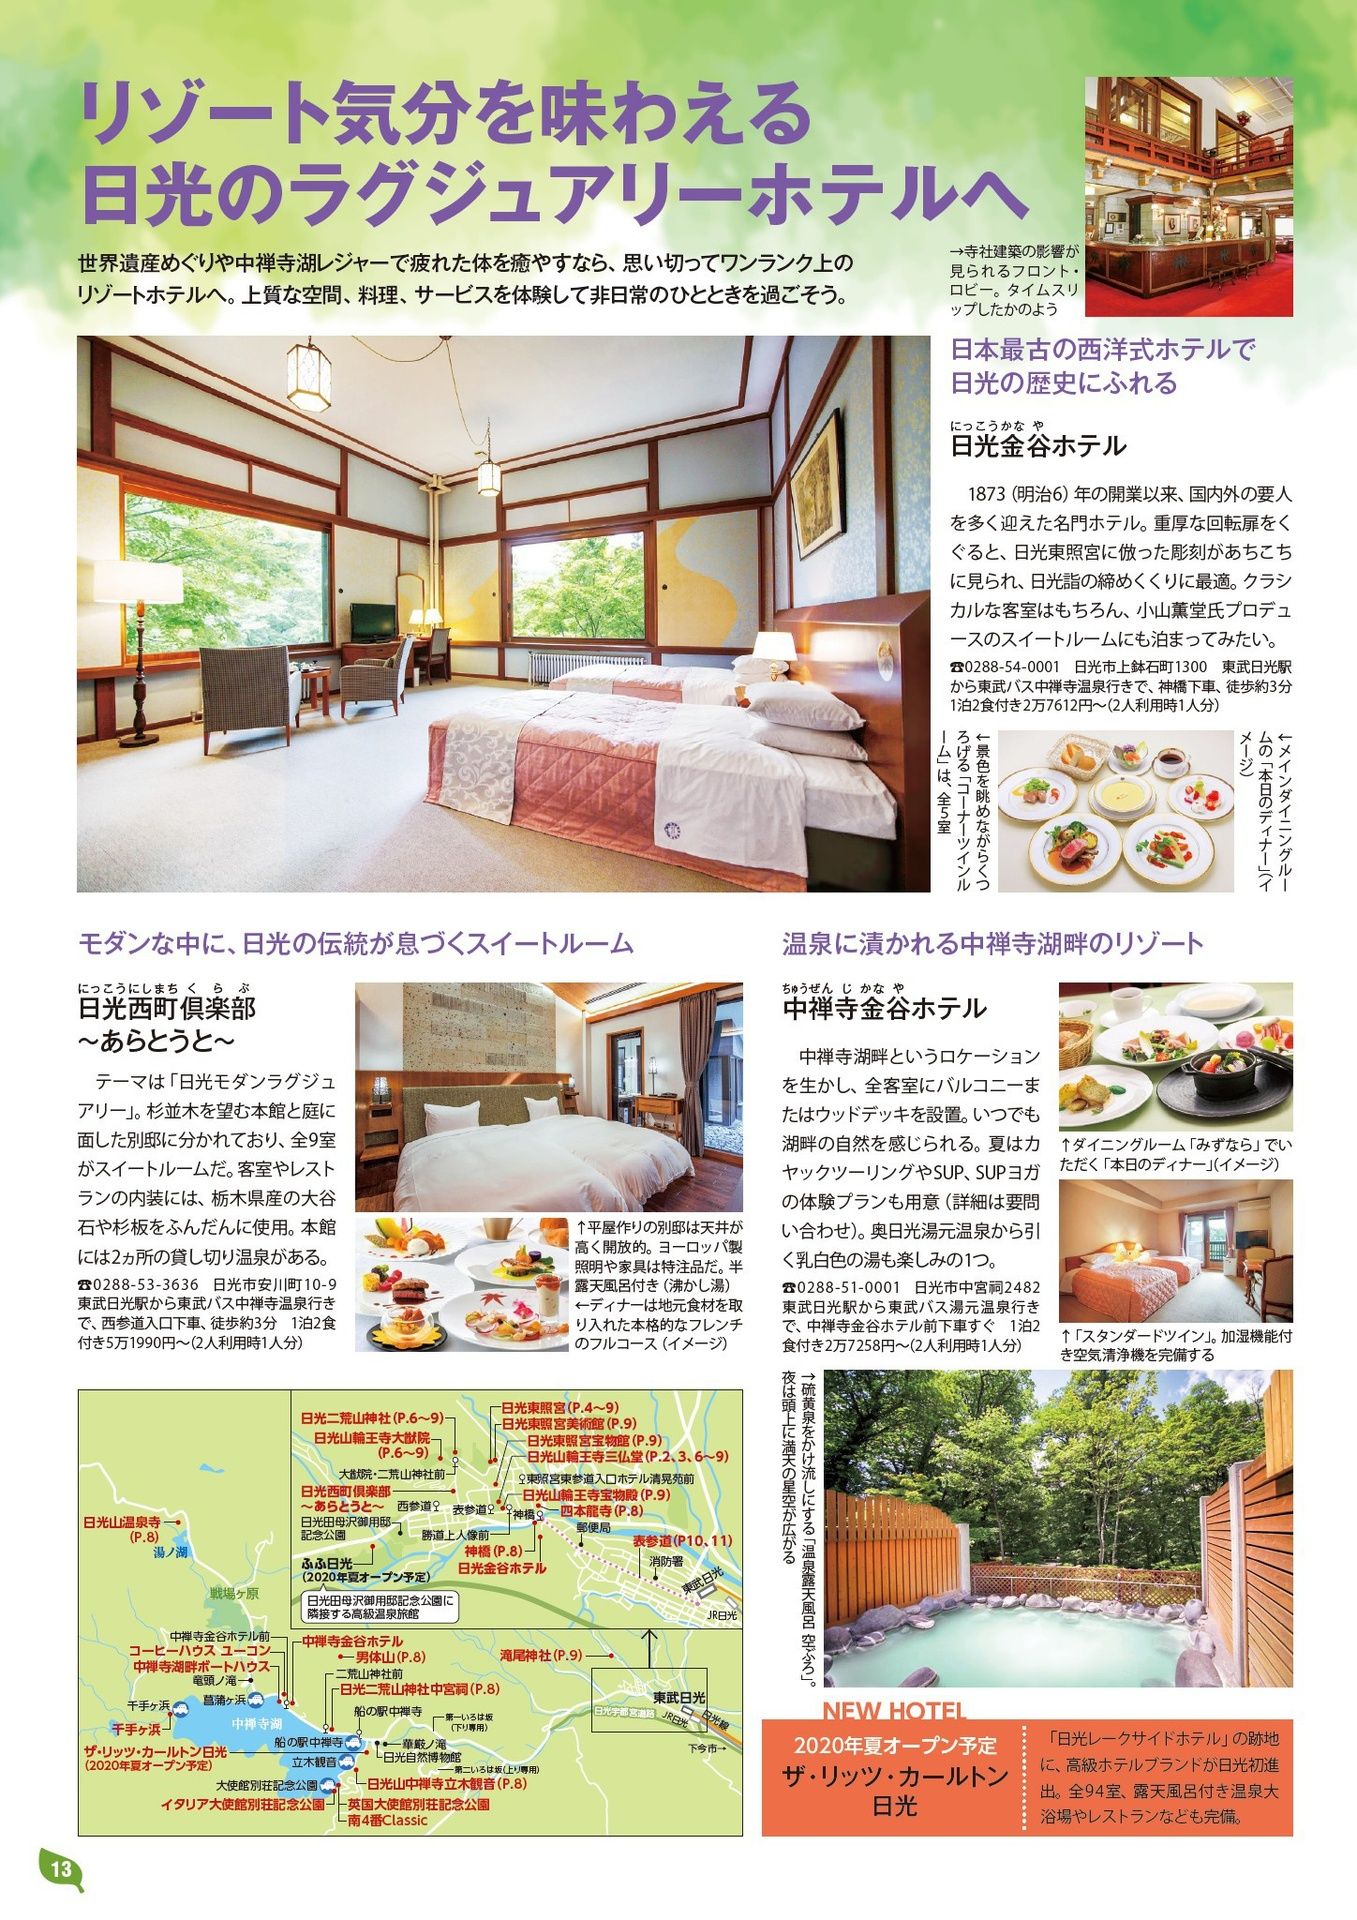 リゾート気分を味わえる
日光のラグジュアリーホテルへ
世界遺産めぐりや中禅寺湖レジャーで疲れた体を癒やすなら、思い切ってワンランク上の
リゾートホテルへ。上質な空間、料理、サービスを体験して非日常のひとときを過ごそう。
→寺社建築の影響が
見られるフロント・
ロビー。タイムスリ
ップしたかのよう
日本最古の西洋式ホテルで
日光の歴史にふれる
にっこうかなや
日光金谷ホテル
1873（明治6）年の開業以来、国内外の要人
を多く迎えた名門ホテル。重厚な回転扉をく
ぐると、日光東照宮に倣った彫刻があちこち
に見られ、日光詣の締めくくりに最適。クラシ
カルな客室はもちろん、小山薫堂氏プロデュ
ースのスイートルームにも泊まってみたい。
☎0288-54-0001　日光市上鉢石町1300　東武日光駅
から東武バス中禅寺温泉行きで、神橋下車、徒歩約3分
1泊2食付き2万7612円～（2人利用時1人分）
←メインダイニングルー
ムの「本日のディナー」（イ
メージ）
←景色を眺めながらくつ
ろげる「コーナーツインル
ーム」は、全5室
モダンな中に、日光の伝統が息づくスイートルーム
にっこうにしまちくらぶ
日光西町倶楽部
～あらとうと～
テーマは「日光モダンラグジュ
アリー」。杉並木を望む本館と庭に
面した別邸に分かれており、全9室
がスイートルームだ。客室やレスト
ランの内装には、栃木県産の大谷
石や杉板をふんだんに使用。本館
には2ヵ所の貸し切り温泉がある。
☎0288-53-3636　日光市安川町10-9
東武日光駅から東武バス中禅寺温泉行き
で、西参道入口下車、徒歩約3分　1泊2食
付き5万1990円～（2人利用時1人分）
↑平屋作りの別邸は天井が
高く開放的。ヨーロッパ製
照明や家具は特注品だ。半
露天風呂付き（沸かし湯）
←ディナーは地元食材を取
り入れた本格的なフレンチ
のフルコース（イメージ）
温泉に漬かれる中禅寺湖畔のリゾート
ちゅうぜんじかなや
中禅寺金谷ホテル
中禅寺湖畔というロケーション
を生かし、全客室にバルコニーま
たはウッドデッキを設置。いつでも
湖畔の自然を感じられる。夏はカ
ヤックツーリングやSUP、SUPヨガ
の体験プランも用意（詳細は要問
い合わせ）。奥日光湯元温泉から引
く乳白色の湯も楽しみの1つ。
☎0288-51-0001　日光市中宮祠2482
東武日光駅から東武バス湯元温泉行き
で、中禅寺金谷ホテル前下車すぐ　1泊2
食付き2万7258円～（2人利用時1人分）
↑ダイニングルーム「みずなら」でい
ただく「本日のディナー」（イメージ）
↑「スタンダードツイン」。加湿機能付
き空気清浄機を完備する
→硫黄泉をかけ流しにする「温泉露天風呂 空ぶろ」。
夜は頭上に満天の星空が広がる
日光二荒山神社（P.6～9）
日光山輪王寺大猷院
（P.6～9）
大猷院・二荒山神社前
日光西町倶楽部
～あらとうと～
日光田母沢御用邸
記念公園
西参道
表参道
勝道上人像前
神橋
神橋（P.8）
日光金谷ホテル
日光東照宮（P.4～9）
日光東照宮美術館（P.9）
日光東照宮宝物館（P.9）
日光山輪王寺三仏堂（P.2、3、6～9）
東照宮東参道入口ホテル清晃苑前
日光山輪王寺宝物殿（P.9）
四本龍寺（P.8）
郵便局
表参道（P10、11）
消防署
東武日光
JR日光
ふふ日光
（2020年夏オープン予定）
日光田母沢御用邸記念公園に
隣接する高級温泉旅館
日光山温泉寺
（P.8）
湯ノ湖
戦場ヶ原
中禅寺金谷ホテル前
コーヒーハウス ユーコン
中禅寺湖畔ボートハウス
竜頭ノ滝
千手ヶ浜
菖蒲ヶ浜
千手ヶ浜
中禅寺湖
中禅寺金谷ホテル
男体山（P.8）
二荒山神社前
日光二荒山神社中宮祠（P.8）
船の駅中禅寺
船の駅中禅寺
第一いろは坂
（下り専用）
華厳ノ滝
日光自然博物館
第二いろは坂（上り専用）
立木観音
日光山中禅寺立木観音（P.8）
ザ・リッツ・カールトン日光
（2020年夏オープン予定）
大使館別荘記念公園
イタリア大使館別荘記念公園
英国大使館別荘記念公園
南4番Classic
滝尾神社（P.9）
東武日光
日光宇都宮道路
JR日光
日光線
下今市→
NEW HOTEL
2020年夏オープン予定
ザ・リッツ・カールトン
日光
「日光レークサイドホテル」の跡地
に、高級ホテルブランドが日光初進
出。全94室、露天風呂付き温泉大
浴場やレストランなども完備。
13